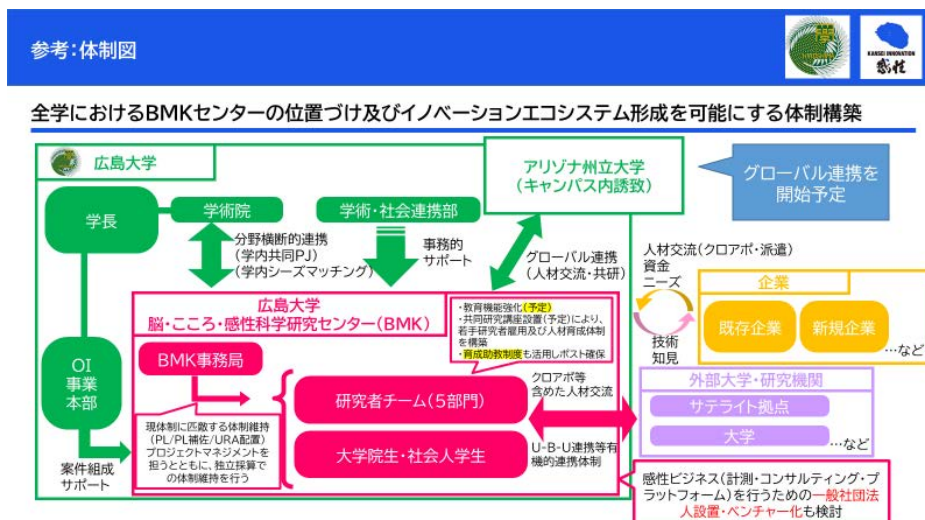 参考:体制図
KANSEI INNOVATION
感性
全学におけるBMKセンターの位置づけ及びイノベーションエコシステム形成を可能にする体制構築
広島大学
アリゾナ州立大学
(キャンパス内誘致)
グローバル連携を
開始予定
学長
学術院
学術・社会連携部
分野横断的連携
(学内共同PJ)
(学内シーズマッチング)
事務的
サポート
グローバル連携
(人材交流・共研)
人材交流(クロアポ・派遣)
資金
ニーズ
技術
知見
企業
既存企業
新規企業
…など
広島大学
脳・こころ・感性科学研究センター(BMK)
・教育機能強化(予定)
・共同研究講座設置(予定)により、
若手研究者雇用及び人材育成体制
を構築
・育成助教制度も活用しポスト確保
OI
事業
本部
案件組成
サポート
BMK事務局
現体制に匹敵する体制維持
(PL/PL補佐/URA配置)
プロジェクトマネジメントを
担うとともに、独立採算で
の体制維持を行う
研究者チーム(5部門)
大学院生・社会人学生
クロアポ等
含めた人材交流
U-B-U連携等有
機的連携体制
外部大学・研究機関
サテライト拠点
大学
…など
感性ビジネス(計測・コンサルティング・プ
ラットフォーム)を行うための一般社団法
人設置・ベンチャー化も検討